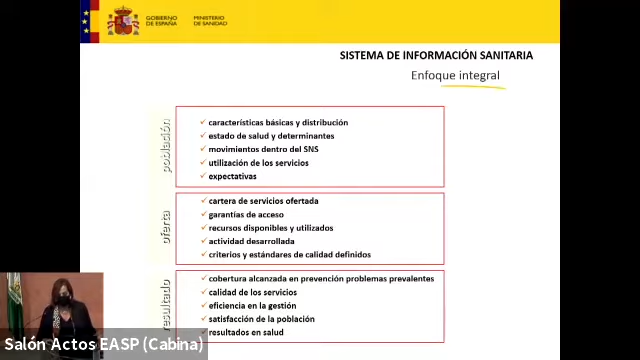 GOBIERNO
DE ESPAÑA
MINISTERIO
DE SANIDAD
SISTEMA DE INFORMACIÓN SANITARIA
Enfoque integral
población
características básicas y distribución
estado de salud y determinantes
movimientos dentro del SNS
utilización de los servicios
expectativas
oferta
cartera de servicios ofertada
garantías de acceso
recursos disponibles y utilizados
actividad desarrollada
criterios y estándares de calidad definidos
resultado
cobertura alcanzada en prevención problemas prevalentes
calidad de los servicios
eficiencia en la gestión
satisfacción de la población
resultados en salud
Salón Actos EASP (Cabina)